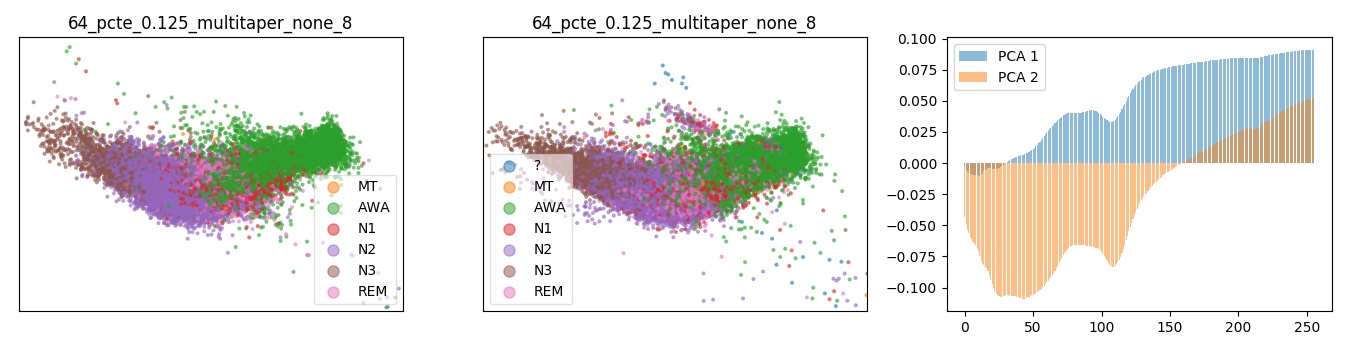 64_pcte_0.125_multitaper_none_8
MT
AWA
N1
N2
N3
REM
64_pcte_0.125_multitaper_none_8
?
MT
AWA
N1
N2
N3
REM
PCA 1
PCA 2
0.100
0.075
0.050
0.025
0.000
−0.025
−0.050
−0.075
−0.100
0 50 100 150 200 250